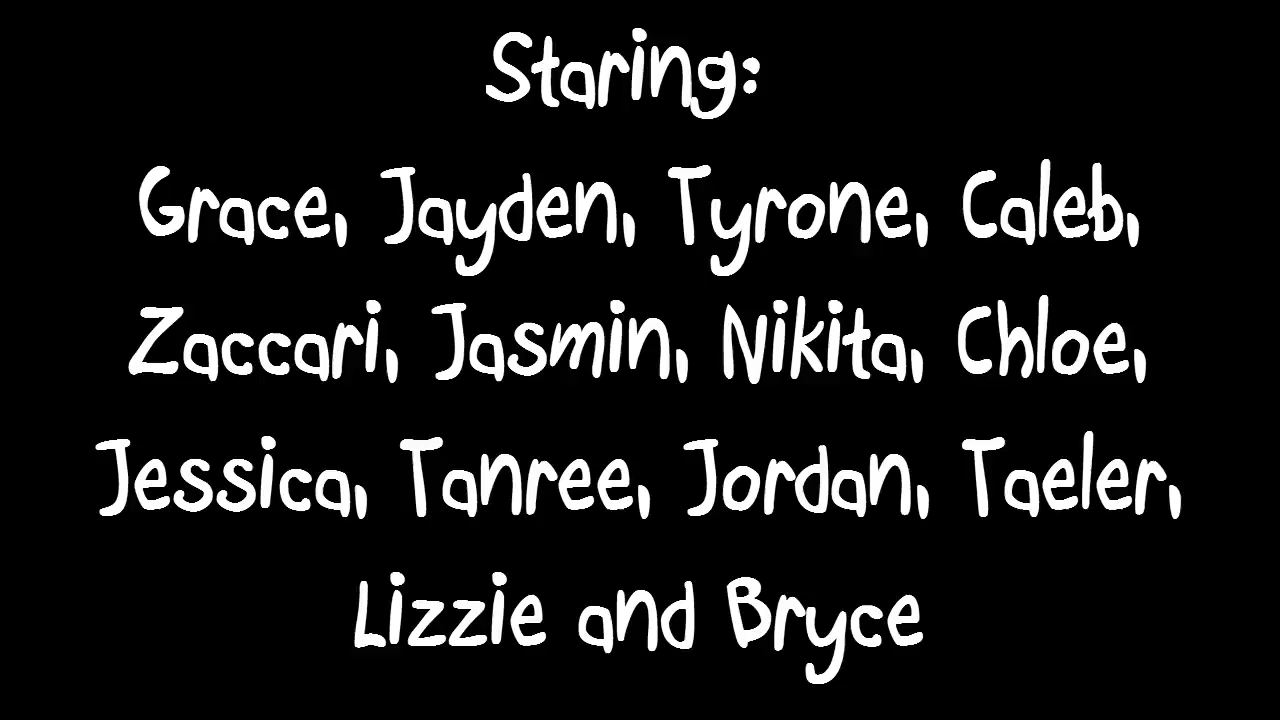 Staring:
Grace, Jayden, Tyrone, Caleb,
Zaccari, Jasmin, Nikita, Chloe,
Jessica, Tanree, Jordan, Taeler,
Lizzie and Bryce